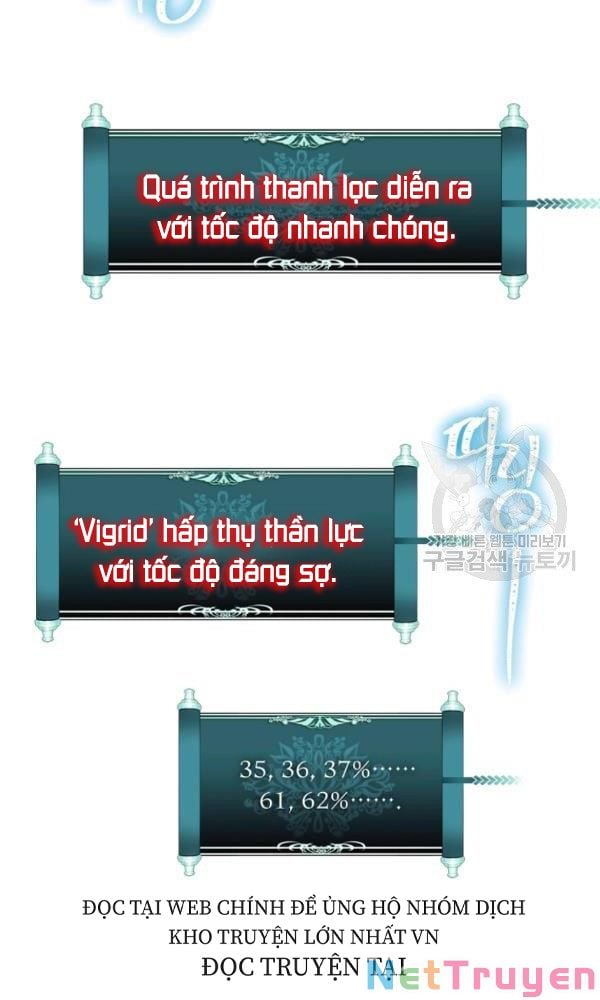 Quá trình thanh lọc diễn ra
với tốc độ nhanh chóng.
띠링
'Vigrid' hấp thụ thần lực
với tốc độ đáng sợ.
빠른 웹툰 미리보기
구글검색 뉴토끼
35, 36, 37%······
61, 62%······.
ĐỌC TẠI WEB CHÍNH ĐỂ ỦNG HỘ NHÓM DỊCH
KHO TRUYỆN LỚN NHẤT VN
ĐỌC TRUYỆN TẠI
NetTruyen